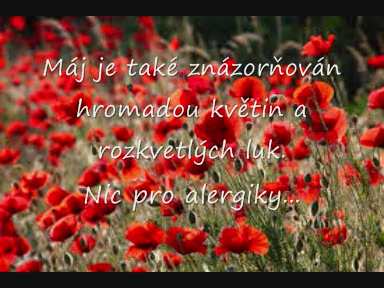 Máj je také znázorňován
hromadou květin a
rozkvetlých luk.
Nic pro alergiky...